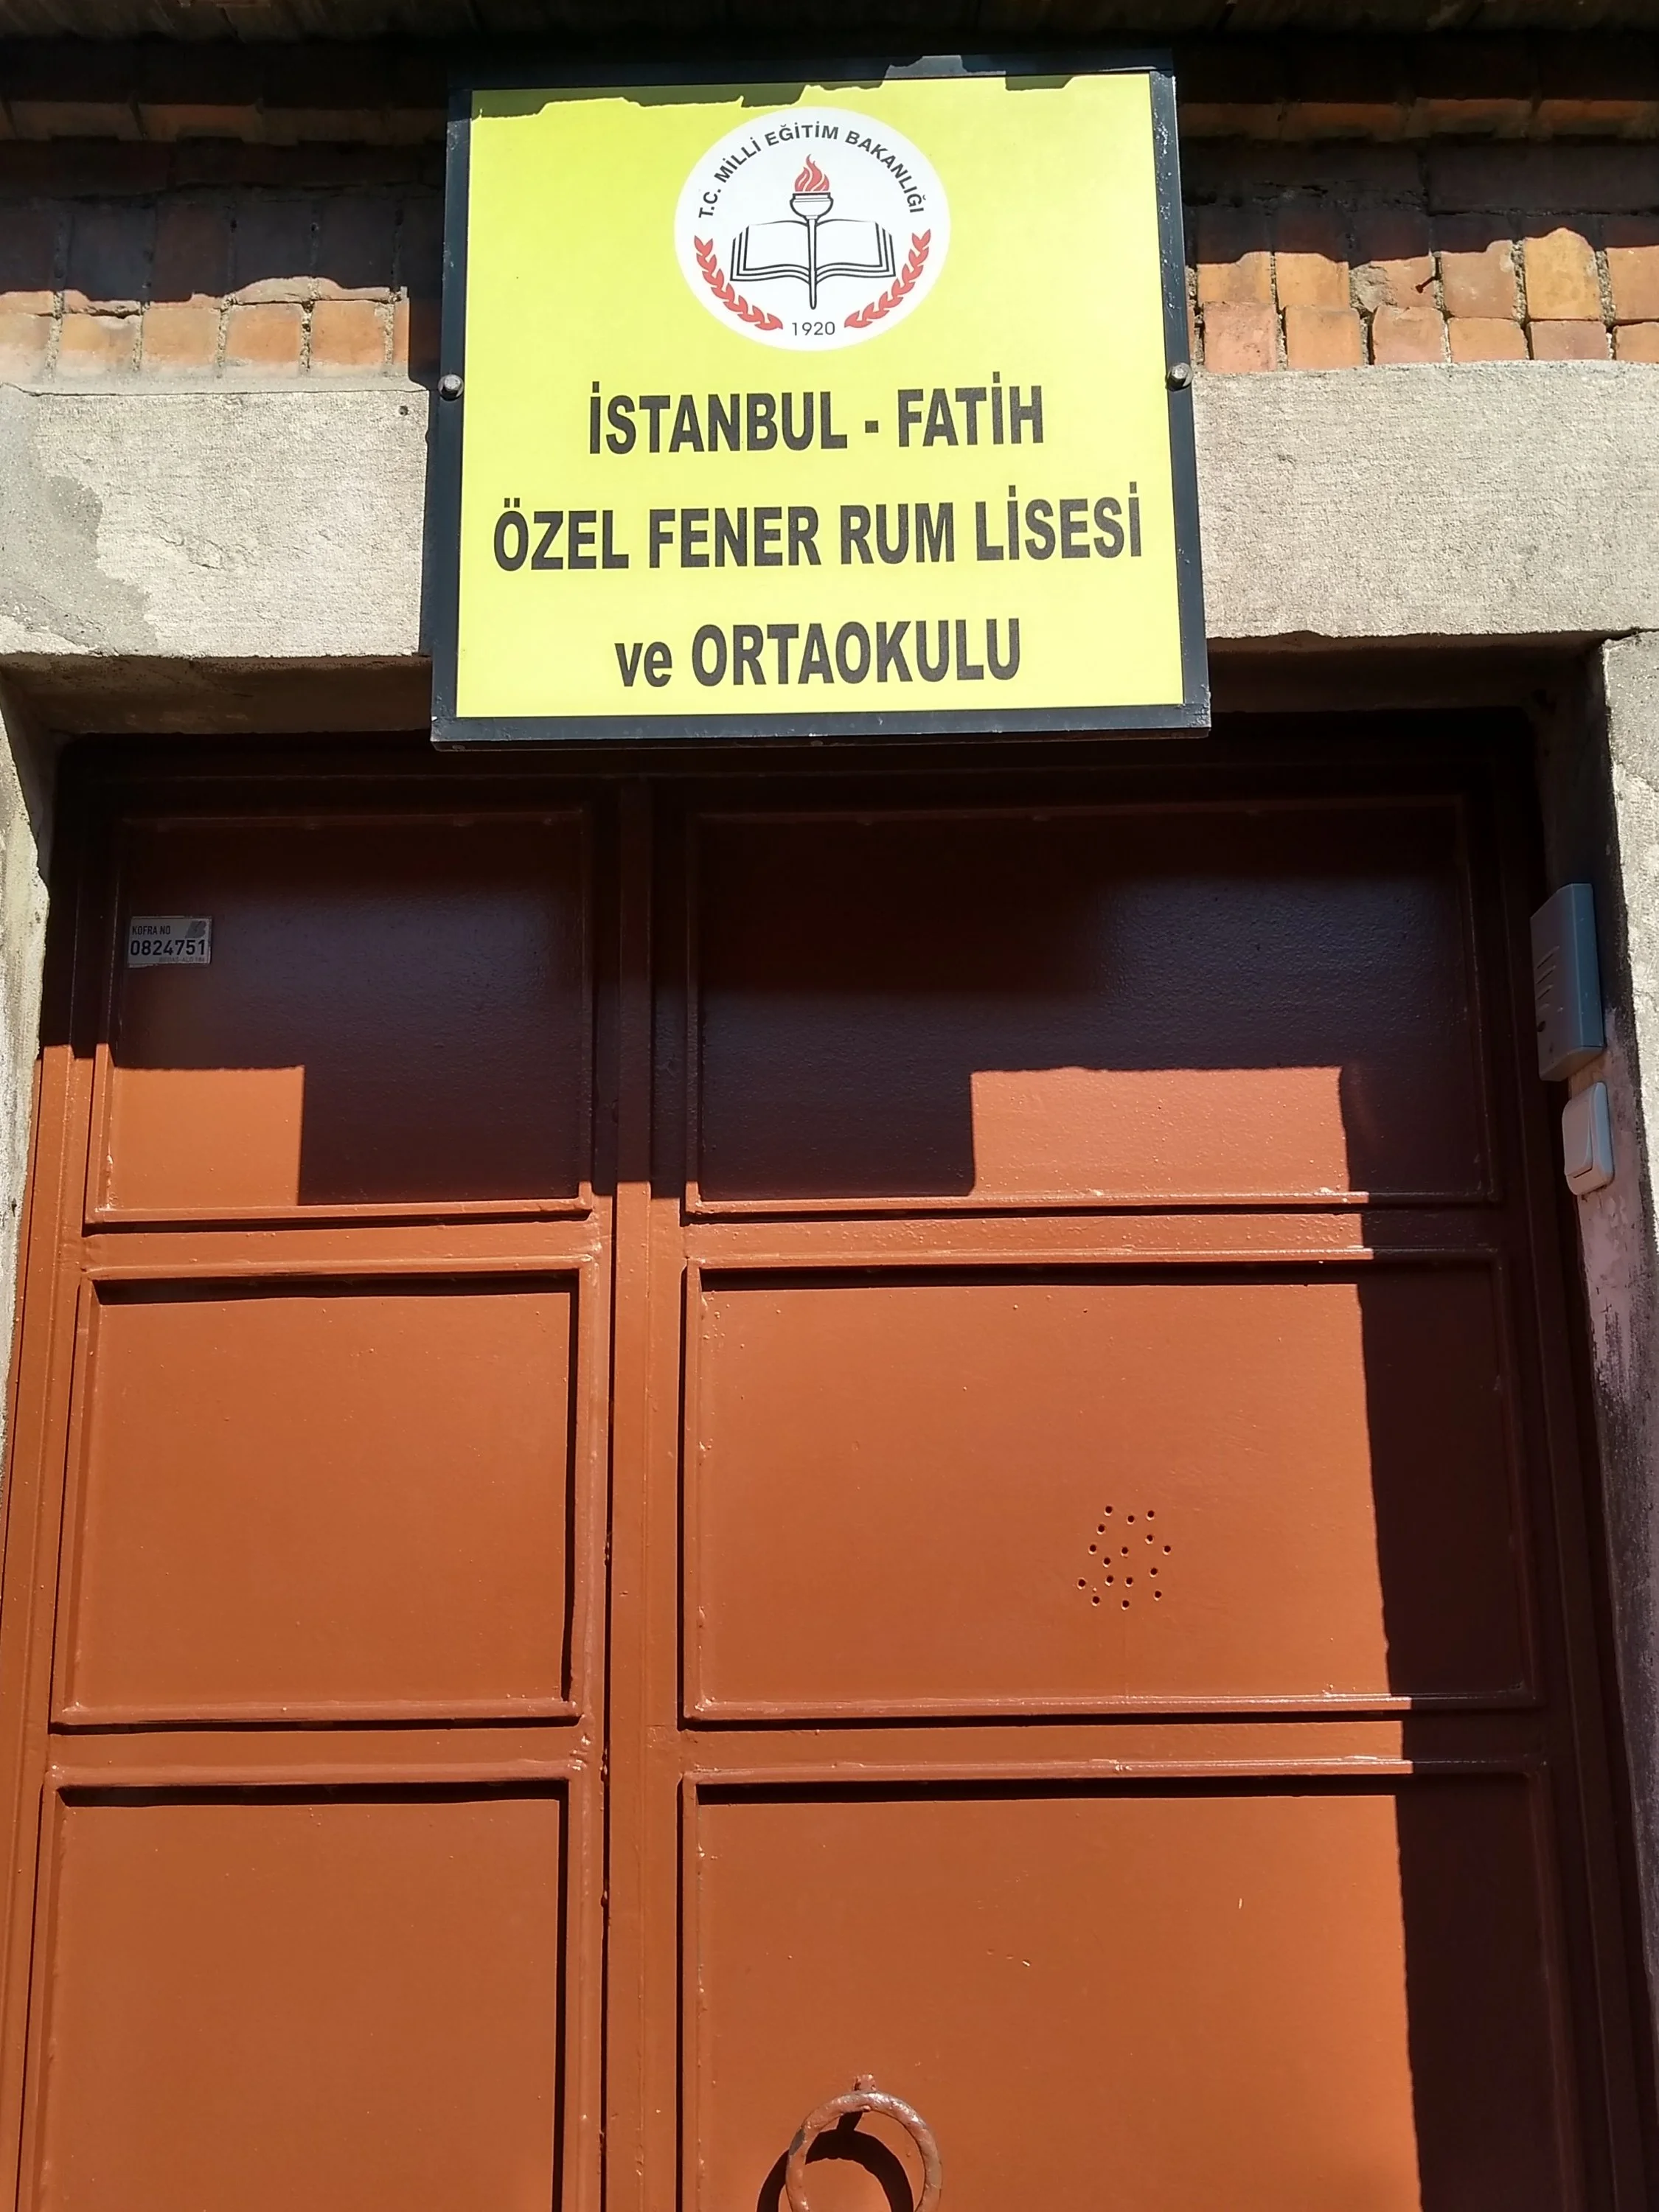 T.C. MİLLİ EĞİTİM BAKANLIĞI
1920
İSTANBUL - FATİH
ÖZEL FENER RUM LİSESİ
ve ORTAOKULU
KOFRA NO
0824751